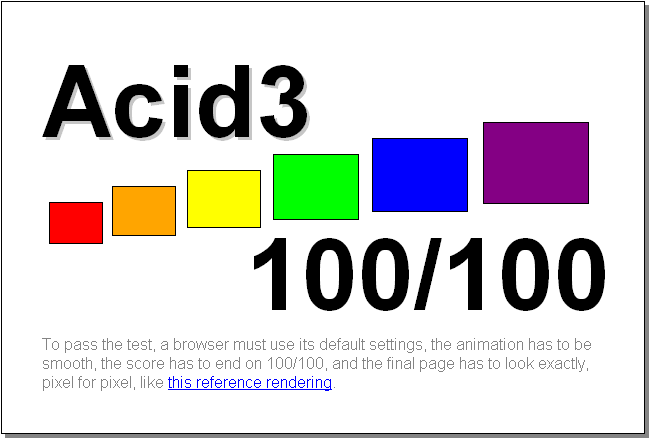 Acid3
100/100
To pass the test, a browser must use its default settings, the animation has to be
smooth, the score has to end on 100/100, and the final page has to look exactly,
pixel for pixel, like this reference rendering.